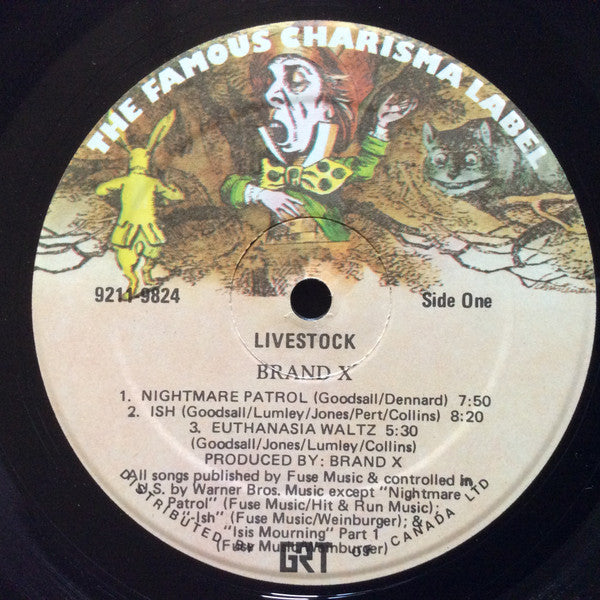 THE FAMOUS CHARISMA LABEL
9211-9824
Side One
LIVESTOCK
BRAND X
1. NIGHTMARE PATROL (Goodsall/Dennard) 7:50
2. ISH (Goodsall/Lumley/Jones/Pert/Collins) 8:20
3. EUTHANASIA WALTZ 5:30
(Goodsall/Jones/Lumley/Collins)
PRODUCED BY: BRAND X
All songs published by Fuse Music & controlled in
N.S. by Warner Bros. Music except "Nightmare
Patrol" (Fuse Music/Hit & Run Music);
"Ish" (Fuse Music/Weinburger); &
"Isis Mourning" Part 1
(Fuse Music/Weinburger)
DISTRIBUTED BY GRT OF CANADA LTD